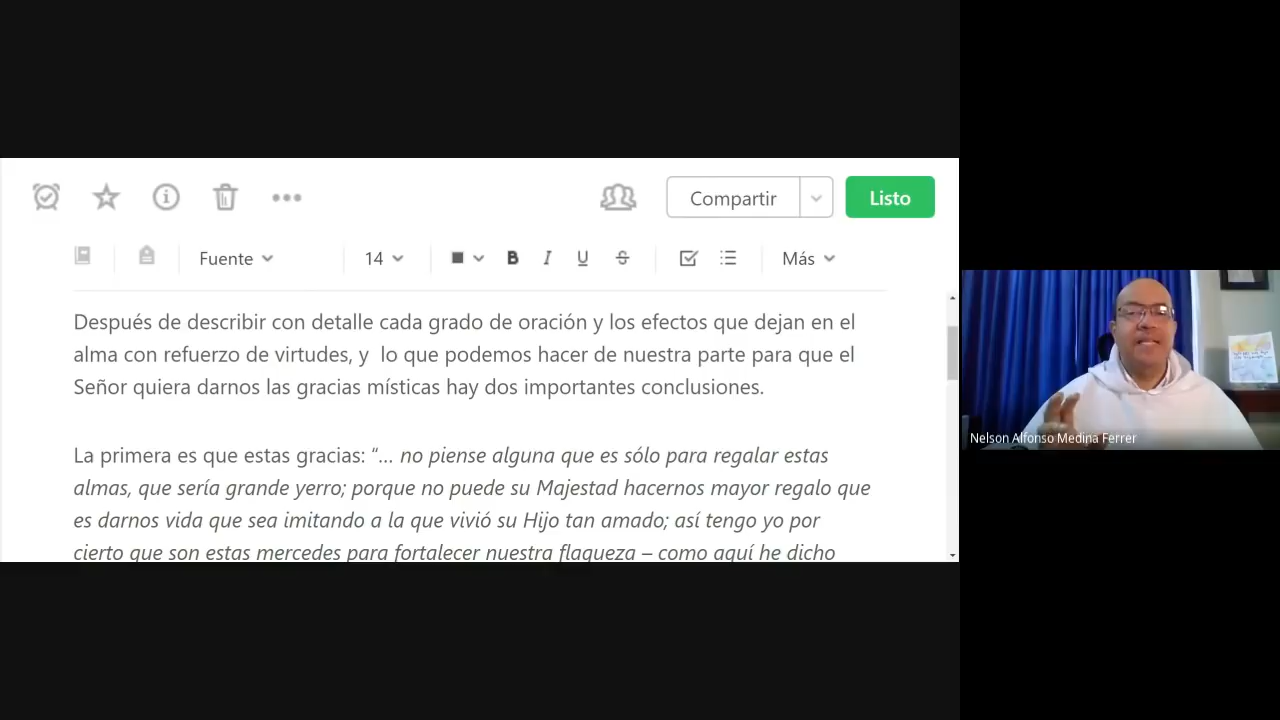 Compartir
Listo
Fuente
14
B I U S
Más
Después de describir con detalle cada grado de oración y los efectos que dejan en el
alma con refuerzo de virtudes, y  lo que podemos hacer de nuestra parte para que el
Señor quiera darnos las gracias místicas hay dos importantes conclusiones.
La primera es que estas gracias: “... no piense alguna que es sólo para regalar estas
almas, que sería grande yerro; porque no puede su Majestad hacernos mayor regalo que
es darnos vida que sea imitando a la que vivió su Hijo tan amado; así tengo yo por
cierto que son estas mercedes para fortalecer nuestra flaqueza – como aquí he dicho
Nelson Alfonso Medina Ferrer